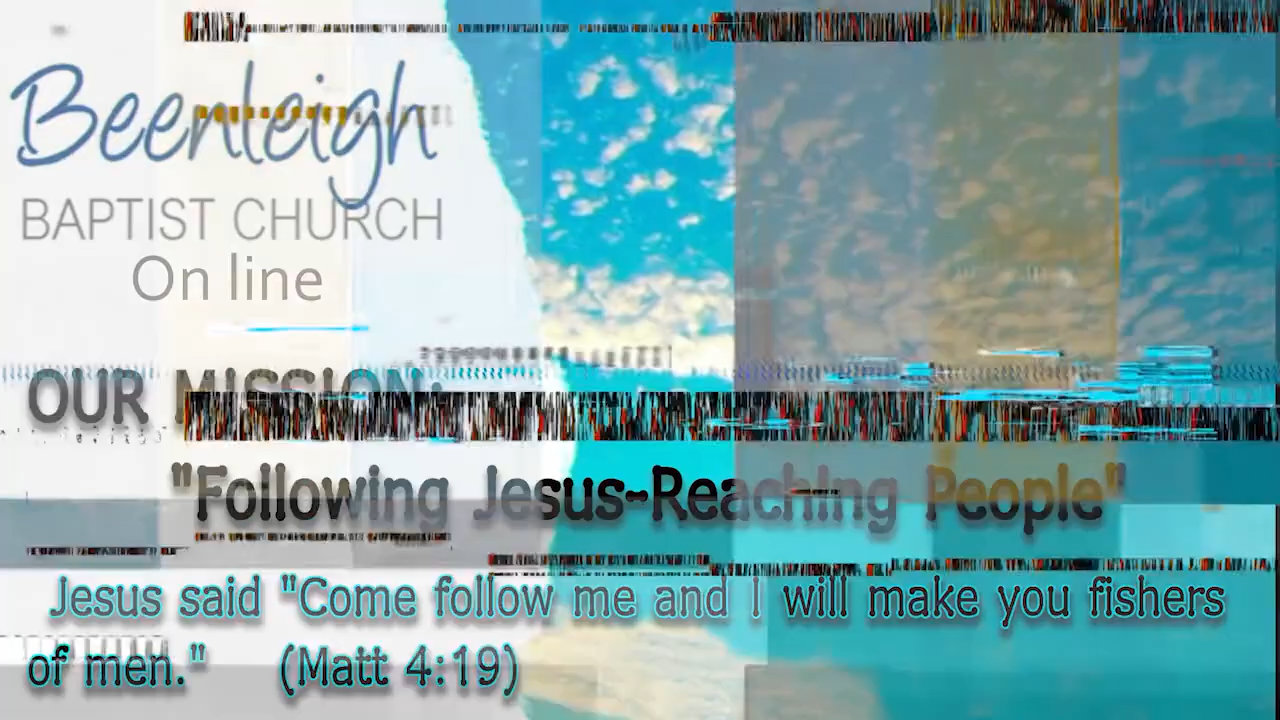 Beenleigh
BAPTIST CHURCH
On line
OUR MISSION:
"Following Jesus-Reaching People"
Jesus said "Come follow me and I will make you fishers
of men." (Matt 4:19)